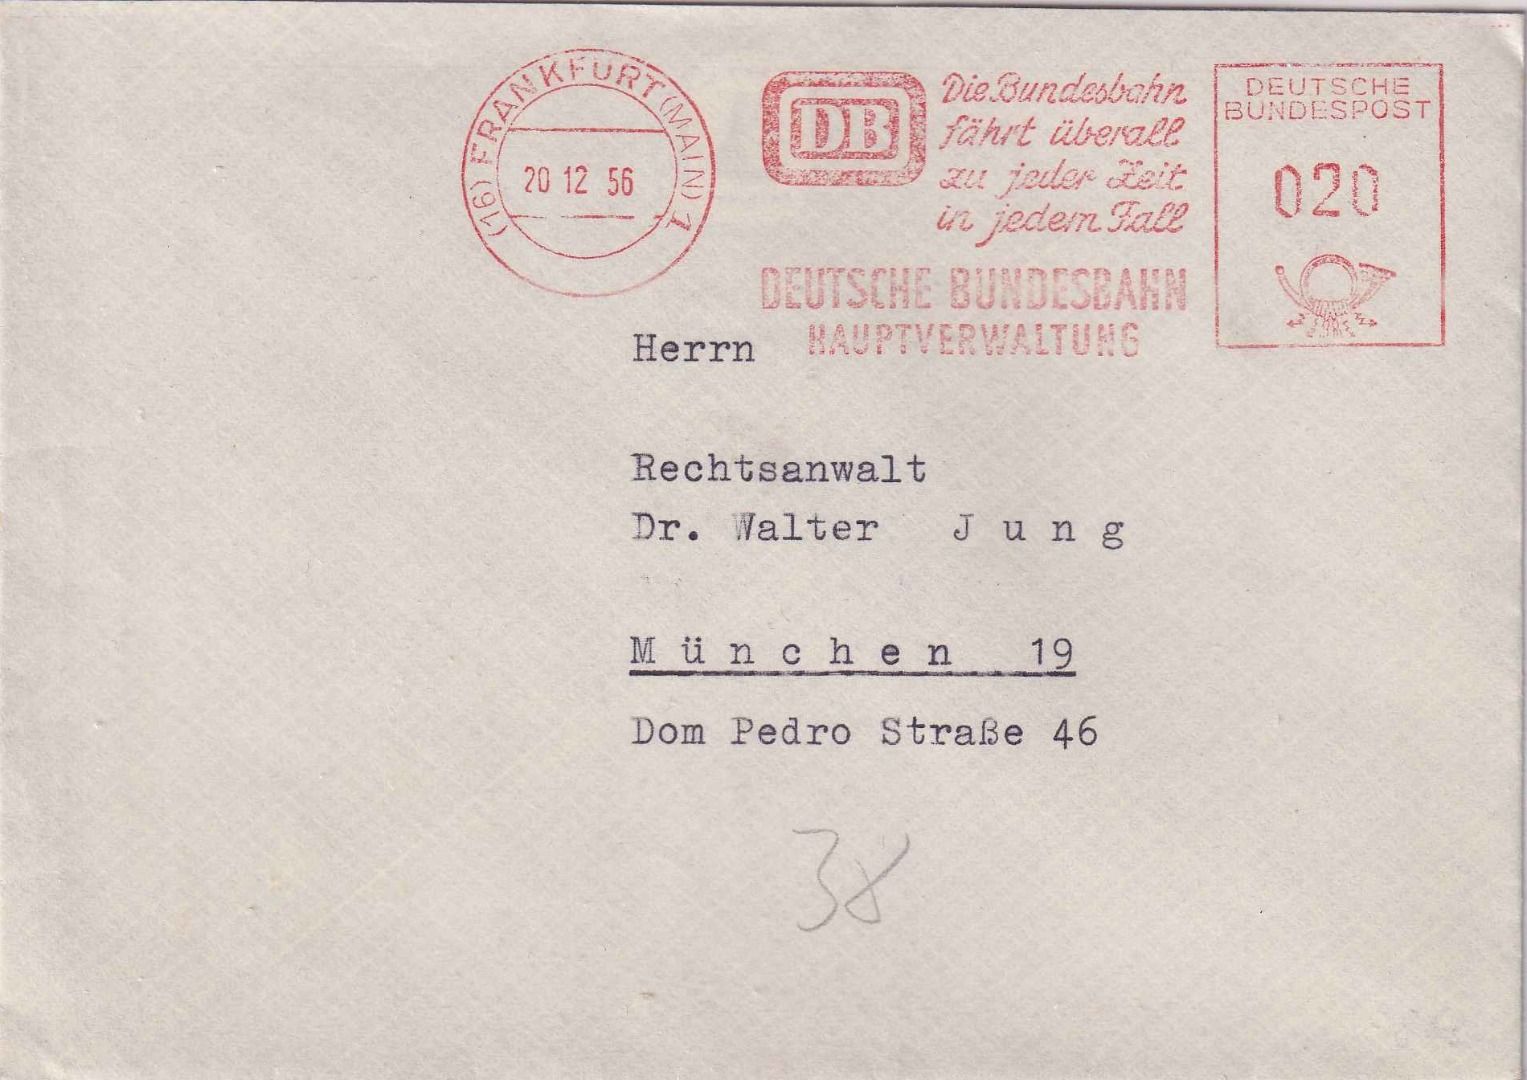 (16) FRANKFURT (MAIN) 1
20 12 56
DB
Die Bundesbahn
fährt überall
zu jeder Zeit
in jedem Fall
DEUTSCHE BUNDESBAHN
HAUPTVERWALTUNG
DEUTSCHE
BUNDESPOST
020
Herrn
Rechtsanwalt
Dr. Walter J u n g
M ü n c h e n 19
Dom Pedro Straße 46
38